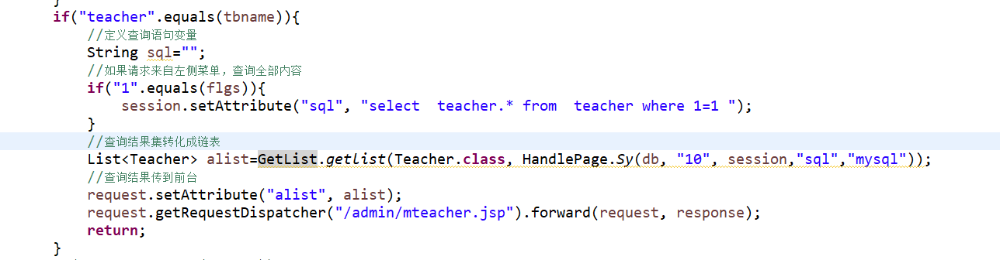 }
if("teacher".equals(tbname)){
//定义查询语句变量
String sql="";
//如果请求来自左侧菜单，查询全部内容
if("1".equals(flgs)){
session.setAttribute("sql", "select  teacher.* from  teacher where 1=1 ");
}
//查询结果集转化成链表
List<Teacher> alist=GetList.getlist(Teacher.class, HandlePage.Sy(db, "10", session,"sql","mysql"));
//查询结果传到前台
request.setAttribute("alist", alist);
request.getRequestDispatcher("/admin/mteacher.jsp").forward(request, response);
return;
}